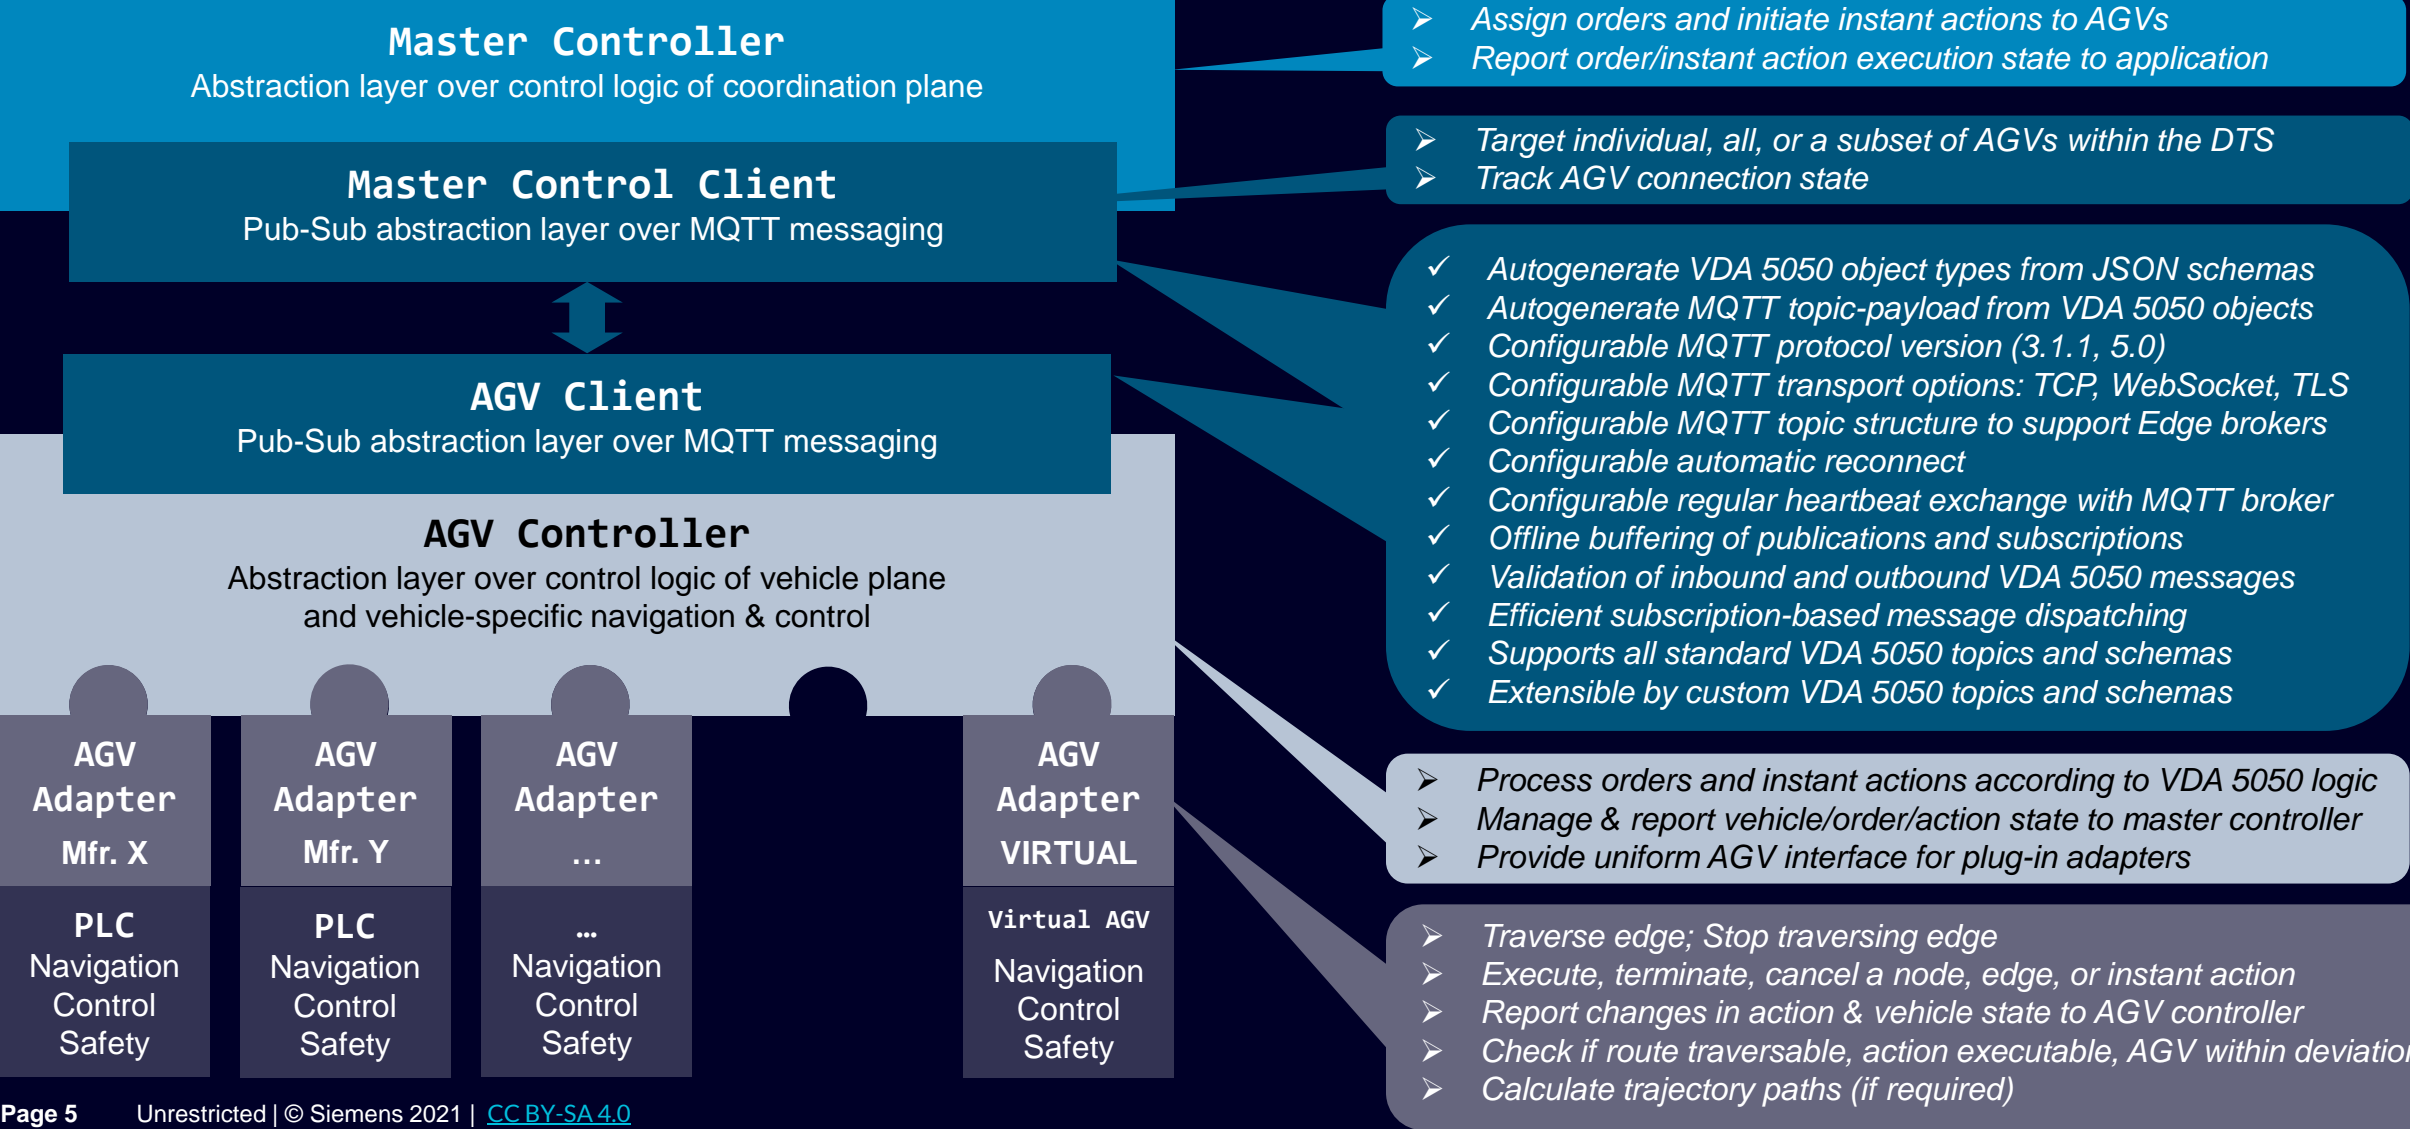 Master Controller
Abstraction layer over control logic of coordination plane
Master Control Client
Pub-Sub abstraction layer over MQTT messaging
AGV Client
Pub-Sub abstraction layer over MQTT messaging
AGV Controller
Abstraction layer over control logic of vehicle plane
and vehicle-specific navigation & control
AGV
Adapter
Mfr. X
AGV
Adapter
Mfr. Y
AGV
Adapter
...
AGV
Adapter
VIRTUAL
PLC
Navigation
Control
Safety
PLC
Navigation
Control
Safety
...
Navigation
Control
Safety
Virtual AGV
Navigation
Control
Safety
➢ Assign orders and initiate instant actions to AGVs
➢ Report order/instant action execution state to application
➢ Target individual, all, or a subset of AGVs within the DTS
➢ Track AGV connection state
✓ Autogenerate VDA 5050 object types from JSON schemas
✓ Autogenerate MQTT topic-payload from VDA 5050 objects
✓ Configurable MQTT protocol version (3.1.1, 5.0)
✓ Configurable MQTT transport options: TCP, WebSocket, TLS
✓ Configurable MQTT topic structure to support Edge brokers
✓ Configurable automatic reconnect
✓ Configurable regular heartbeat exchange with MQTT broker
✓ Offline buffering of publications and subscriptions
✓ Validation of inbound and outbound VDA 5050 messages
✓ Efficient subscription-based message dispatching
✓ Supports all standard VDA 5050 topics and schemas
✓ Extensible by custom VDA 5050 topics and schemas
➢ Process orders and instant actions according to VDA 5050 logic
➢ Manage & report vehicle/order/action state to master controller
➢ Provide uniform AGV interface for plug-in adapters
➢ Traverse edge; Stop traversing edge
➢ Execute, terminate, cancel a node, edge, or instant action
➢ Report changes in action & vehicle state to AGV controller
➢ Check if route traversable, action executable, AGV within deviation
➢ Calculate trajectory paths (if required)
Page 5 Unrestricted | © Siemens 2021 | CC BY-SA 4.0